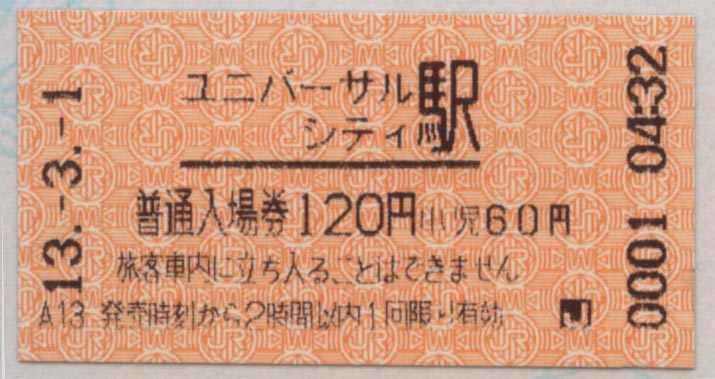 13.-3.-1
ユニバーサル
シティ駅
普通入場券120円小児60円
旅客車内に立ち入ることはできません
A13 発売時刻から2時間以内1回限り有効
0001 04:32